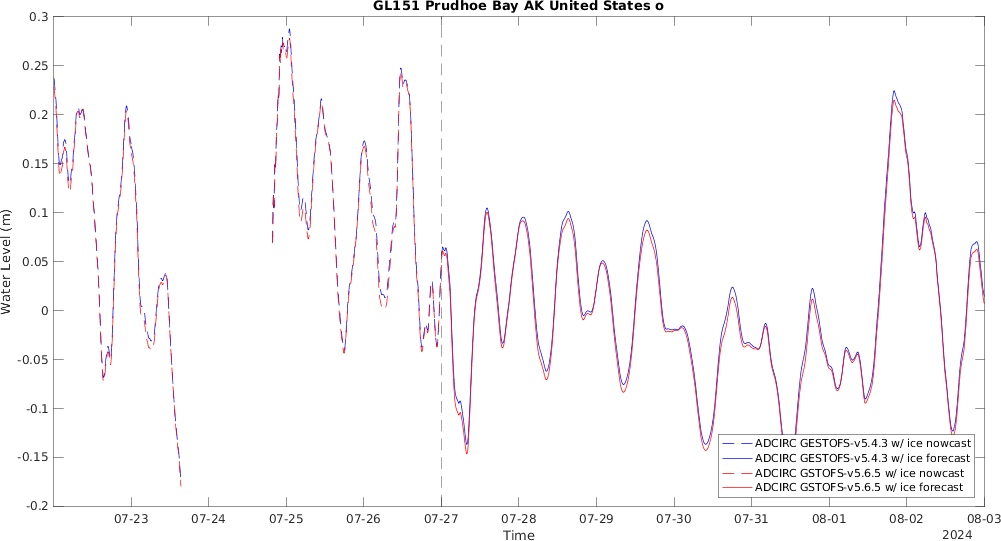 GL151 Prudhoe Bay AK United States o
0.3
0.25
0.2
0.15
0.1
0.05
0
-0.05
-0.1
-0.15
-0.2
Water Level (m)
ADCIRC GESTOFS-v5.4.3 w/ ice nowcast
ADCIRC GESTOFS-v5.4.3 w/ ice forecast
ADCIRC GSTOFS-v5.6.5 w/ ice nowcast
ADCIRC GSTOFS-v5.6.5 w/ ice forecast
07-23 07-24 07-25 07-26 07-27 07-28 07-29 07-30 07-31 08-01 08-02 08-03
Time
2024